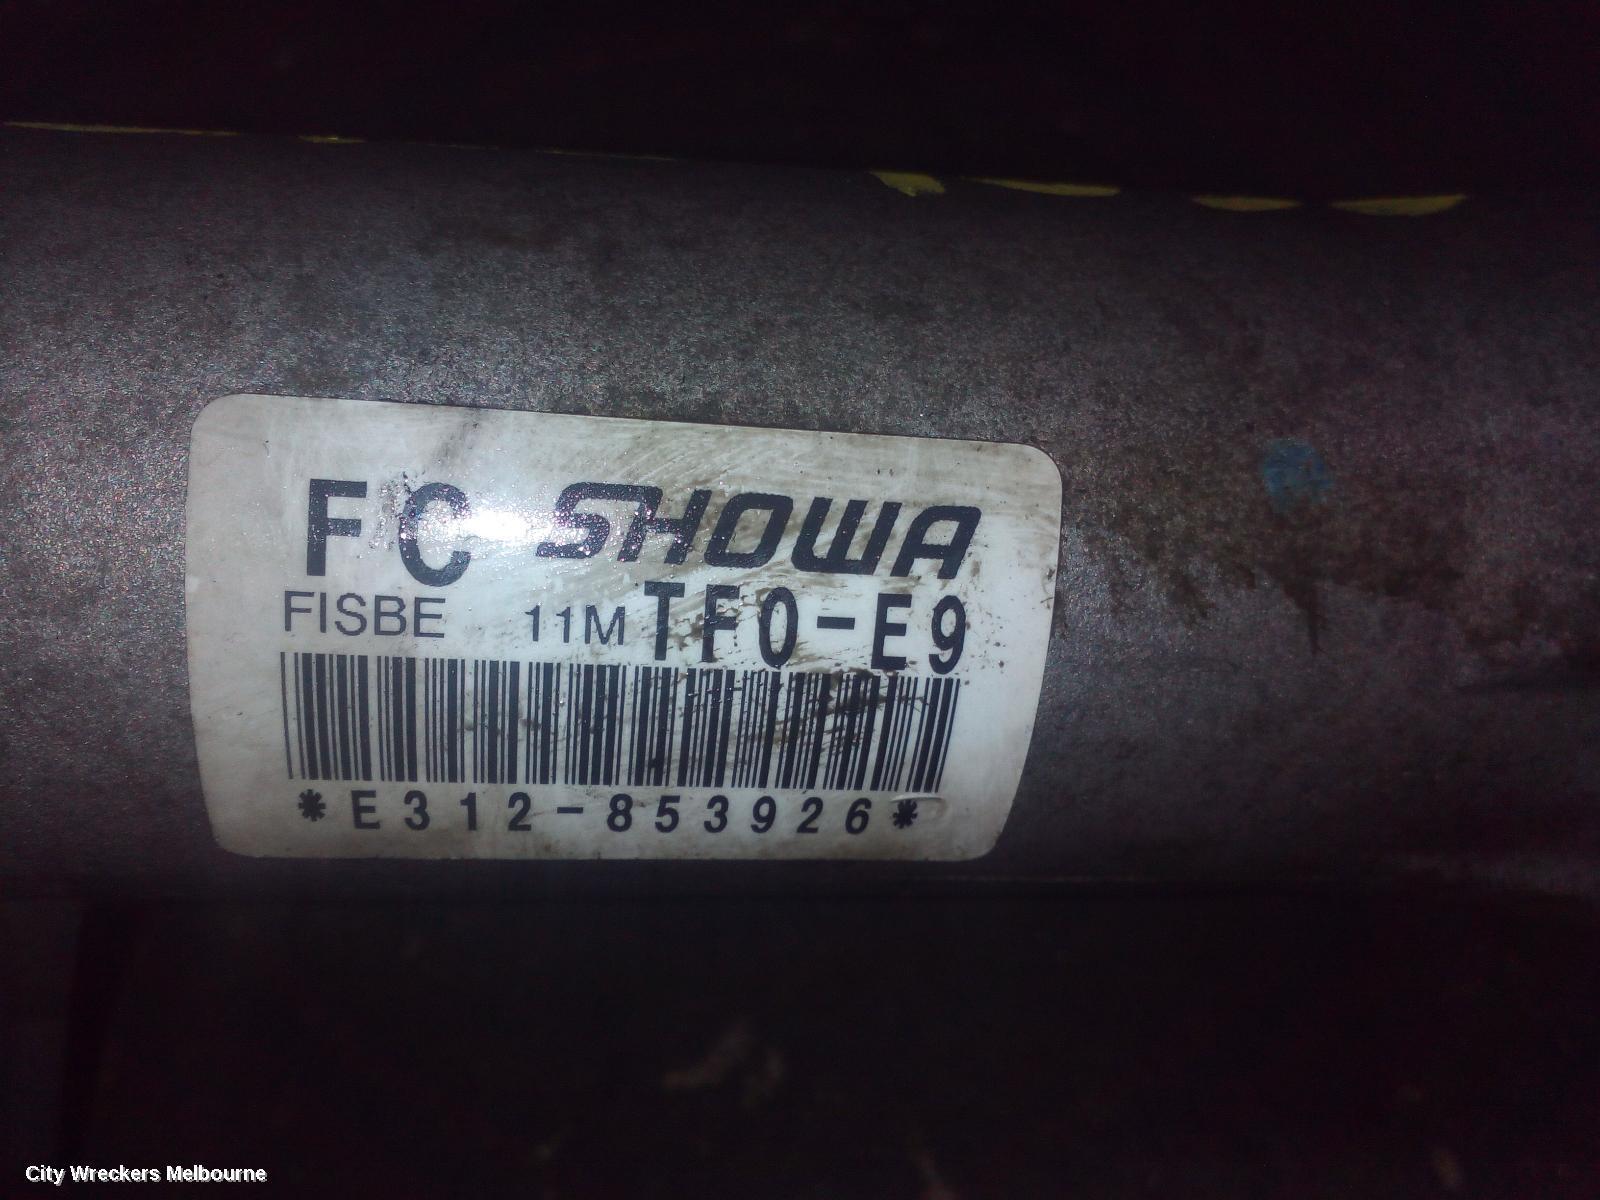 FC SHOWA
FISBE 11M TF0-E9
*E312-853926*
City Wreckers Melbourne